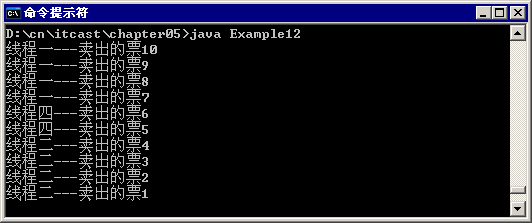 命令提示符
D:\cn\itcast\chapter05>java Example12
线程一---卖出的票10
线程一---卖出的票9
线程一---卖出的票8
线程一---卖出的票7
线程四---卖出的票6
线程四---卖出的票5
线程二---卖出的票4
线程二---卖出的票3
线程二---卖出的票2
线程二---卖出的票1